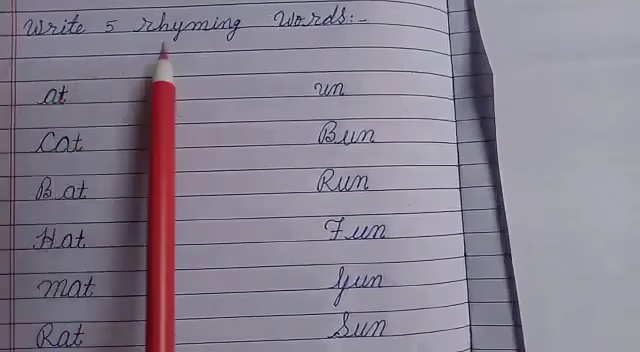 Write 5 rhyming Words:-
at un
Cat Bun
Bat Run
Hat Fun
mat Gun
Rat Sun